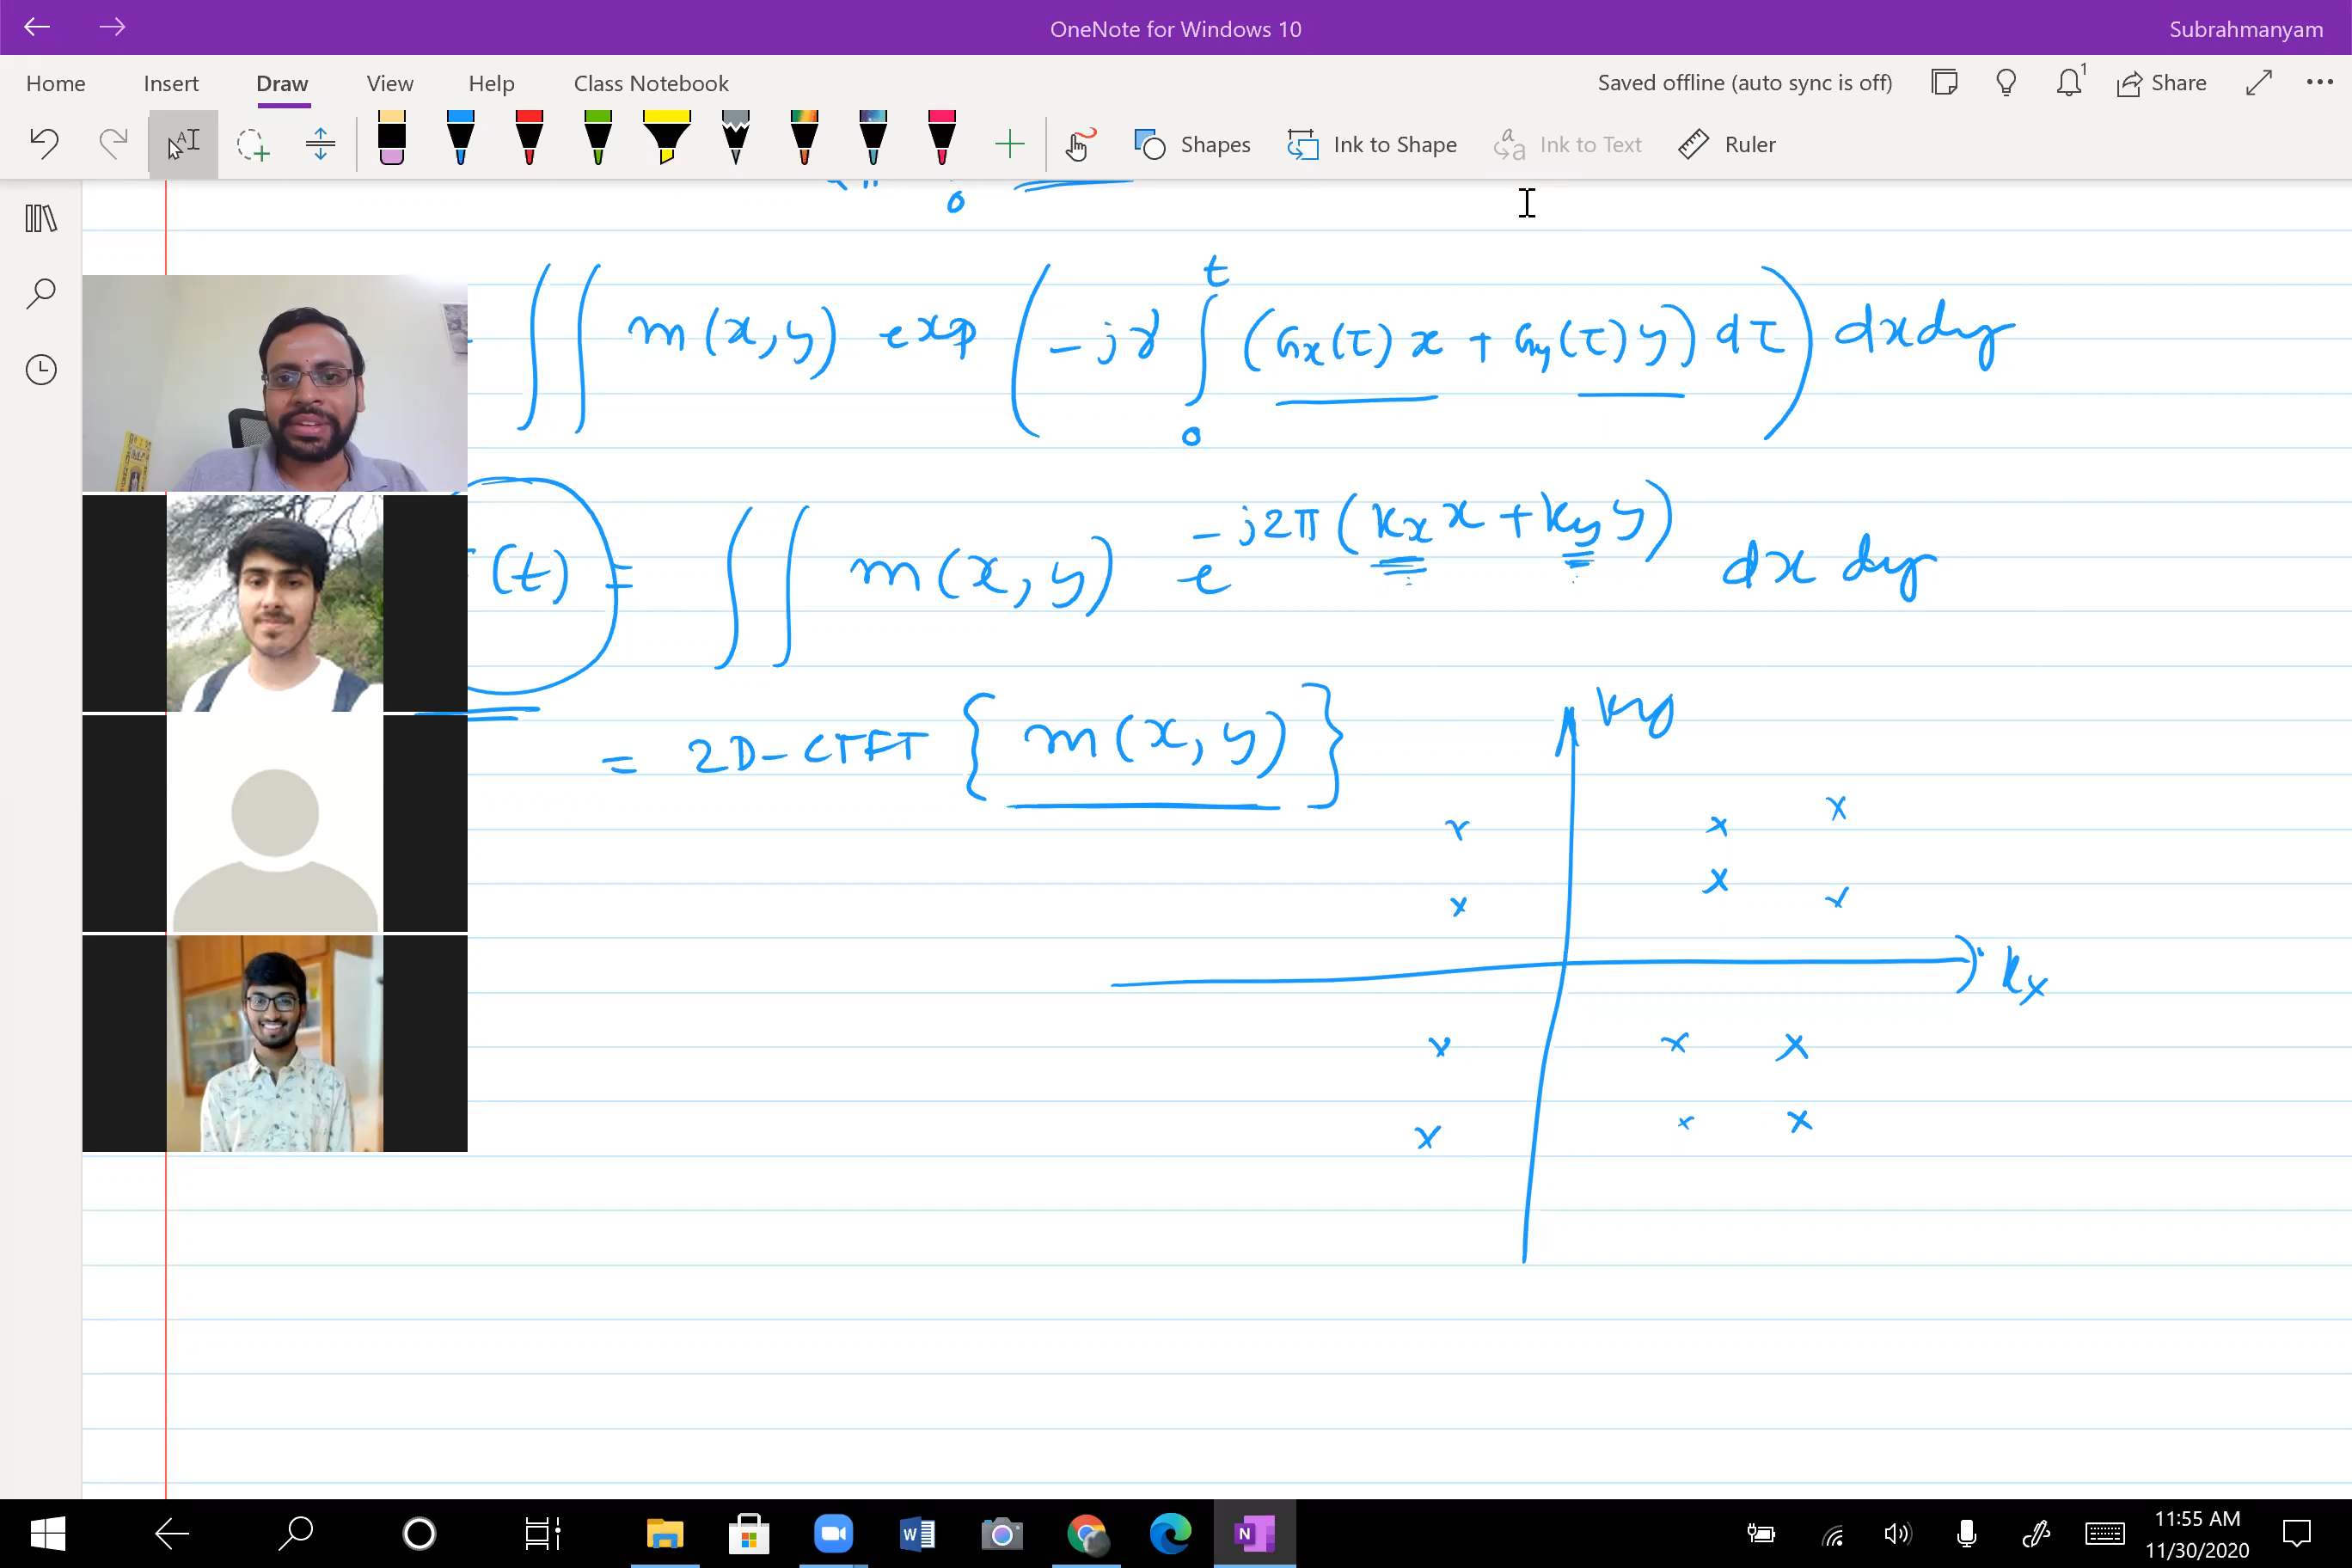 OneNote for Windows 10 Subrahmanyam
Home Insert Draw View Help Class Notebook Saved offline (auto sync is off) 1 Share
Shapes Ink to Shape Ink to Text Ruler
0
∫∫ m(x,y) exp (-jγ ∫₀ᵗ (Gx(τ)x + Gy(τ)y) dτ) dx dy
(t) = ∫∫ m(x,y) e^{-j2π(kx x + ky y)} dx dy
= 2D-CTFT {m(x,y)}
ky
kx
11:55 AM
11/30/2020